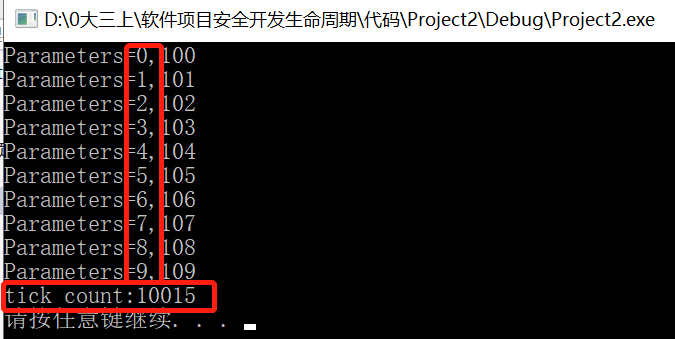 D:\0大三上\软件项目安全开发生命周期\代码\Project2\Debug\Project2.exe
Parameters=0,100
Parameters=1,101
Parameters=2,102
Parameters=3,103
Parameters=4,104
Parameters=5,105
Parameters=6,106
Parameters=7,107
Parameters=8,108
Parameters=9,109
tick count:10015
请按任意键继续. . .